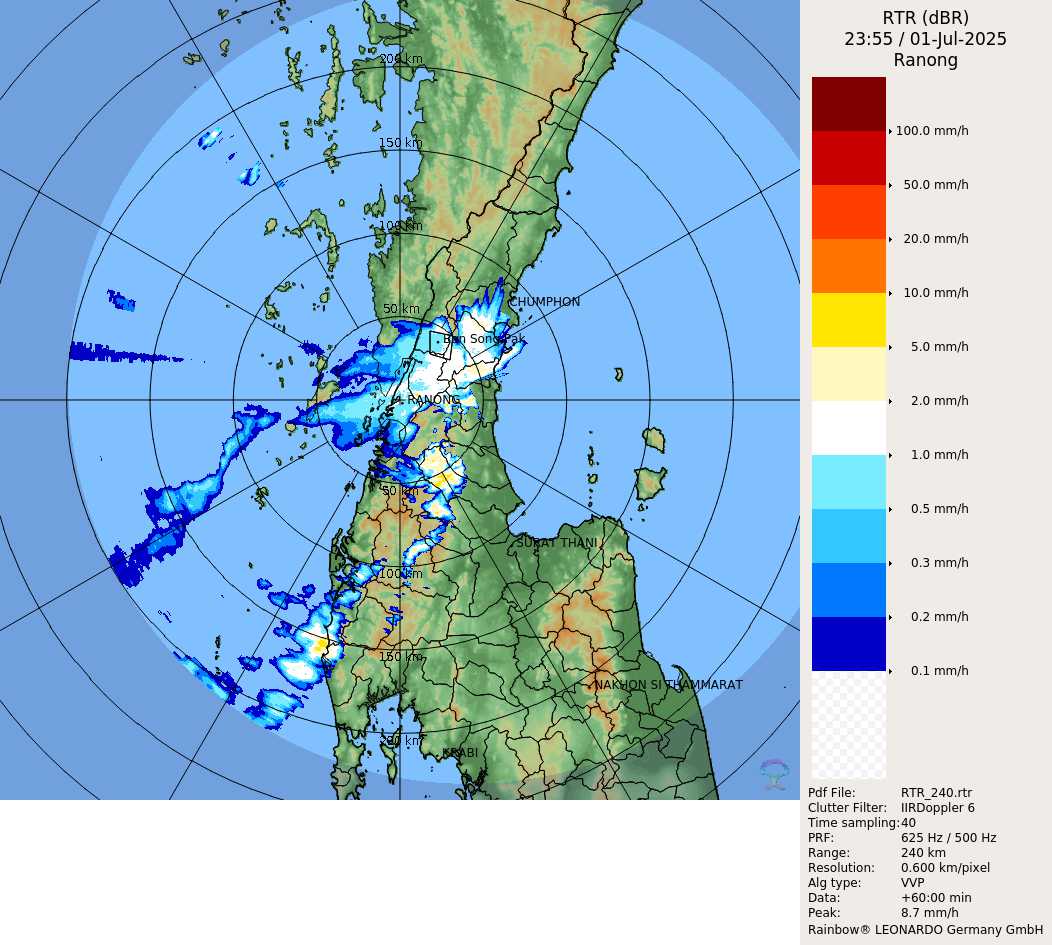 RTR (dBR)
23:55 / 01-Jul-2025
Ranong
100.0 mm/h
50.0 mm/h
20.0 mm/h
10.0 mm/h
5.0 mm/h
2.0 mm/h
1.0 mm/h
0.5 mm/h
0.3 mm/h
0.2 mm/h
0.1 mm/h
Pdf File: RTR_240.rtr
Clutter Filter: IIRDoppler 6
Time sampling: 40
PRF: 625 Hz / 500 Hz
Range: 240 km
Resolution: 0.600 km/pixel
Alg type: VVP
Data: +60:00 min
Peak: 8.7 mm/h
Rainbow® LEONARDO Germany GmbH
200 km
150 km
100 km
50 km
CHUMPHON
Ban Song Pak
RANONG
50 km
SURAT THANI
100 km
150 km
NAKHON SI THAMMARAT
200 km
KRABI